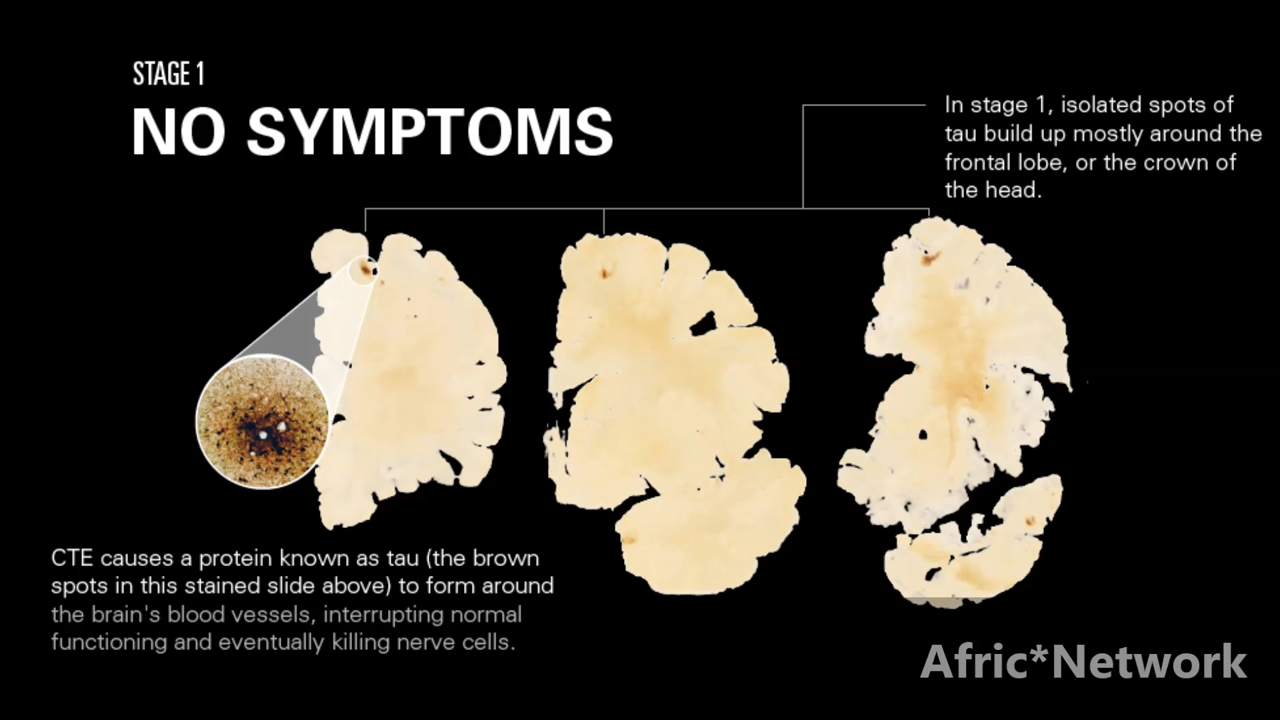 STAGE 1
NO SYMPTOMS
In stage 1, isolated spots of
tau build up mostly around the
frontal lobe, or the crown of
the head.
CTE causes a protein known as tau (the brown
spots in this stained slide above) to form around
the brain's blood vessels, interrupting normal
functioning and eventually killing nerve cells.
Afric*Network